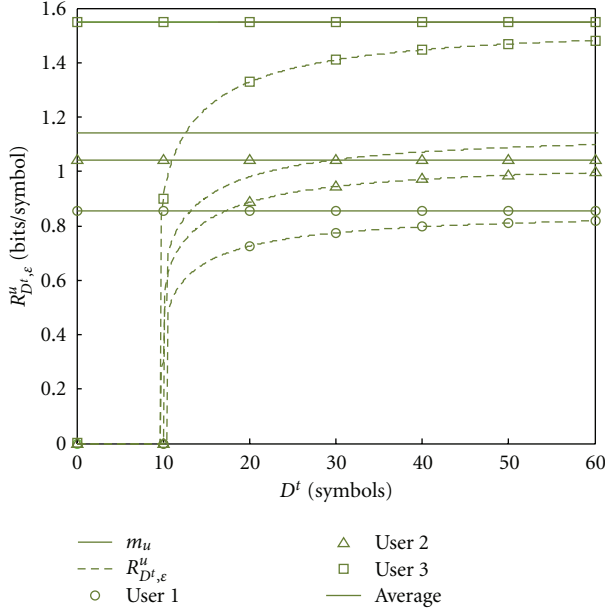 1.6
1.4
1.2
1
0.8
0.6
0.4
0.2
0
R^u_{D^t,ε} (bits/symbol)
0 10 20 30 40 50 60
D^t (symbols)
m_u
R^u_{D^t,ε}
User 1
User 2
User 3
Average